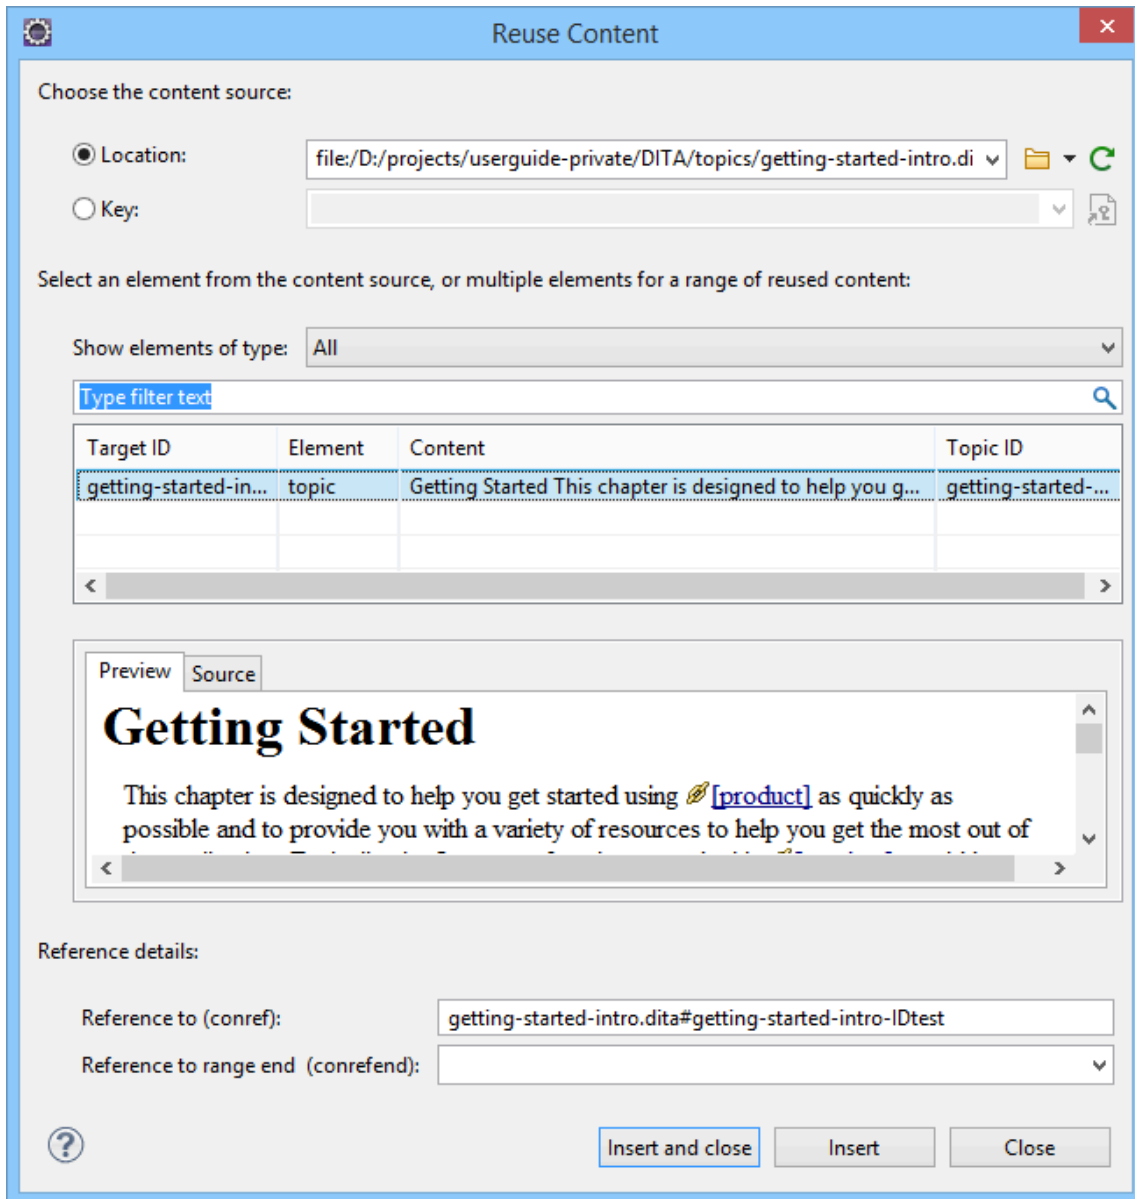 Reuse Content
Choose the content source:
Location: file:/D:/projects/userguide-private/DITA/topics/getting-started-intro.di
Key:
Select an element from the content source, or multiple elements for a range of reused content:
Show elements of type: All
Type filter text
Target ID Element Content Topic ID
getting-started-in... topic Getting Started This chapter is designed to help you g... getting-started-...
Preview Source
Getting Started
This chapter is designed to help you get started using [product] as quickly as
possible and to provide you with a variety of resources to help you get the most out of
Reference details:
Reference to (conref): getting-started-intro.dita#getting-started-intro-IDtest
Reference to range end (conrefend):
Insert and close Insert Close